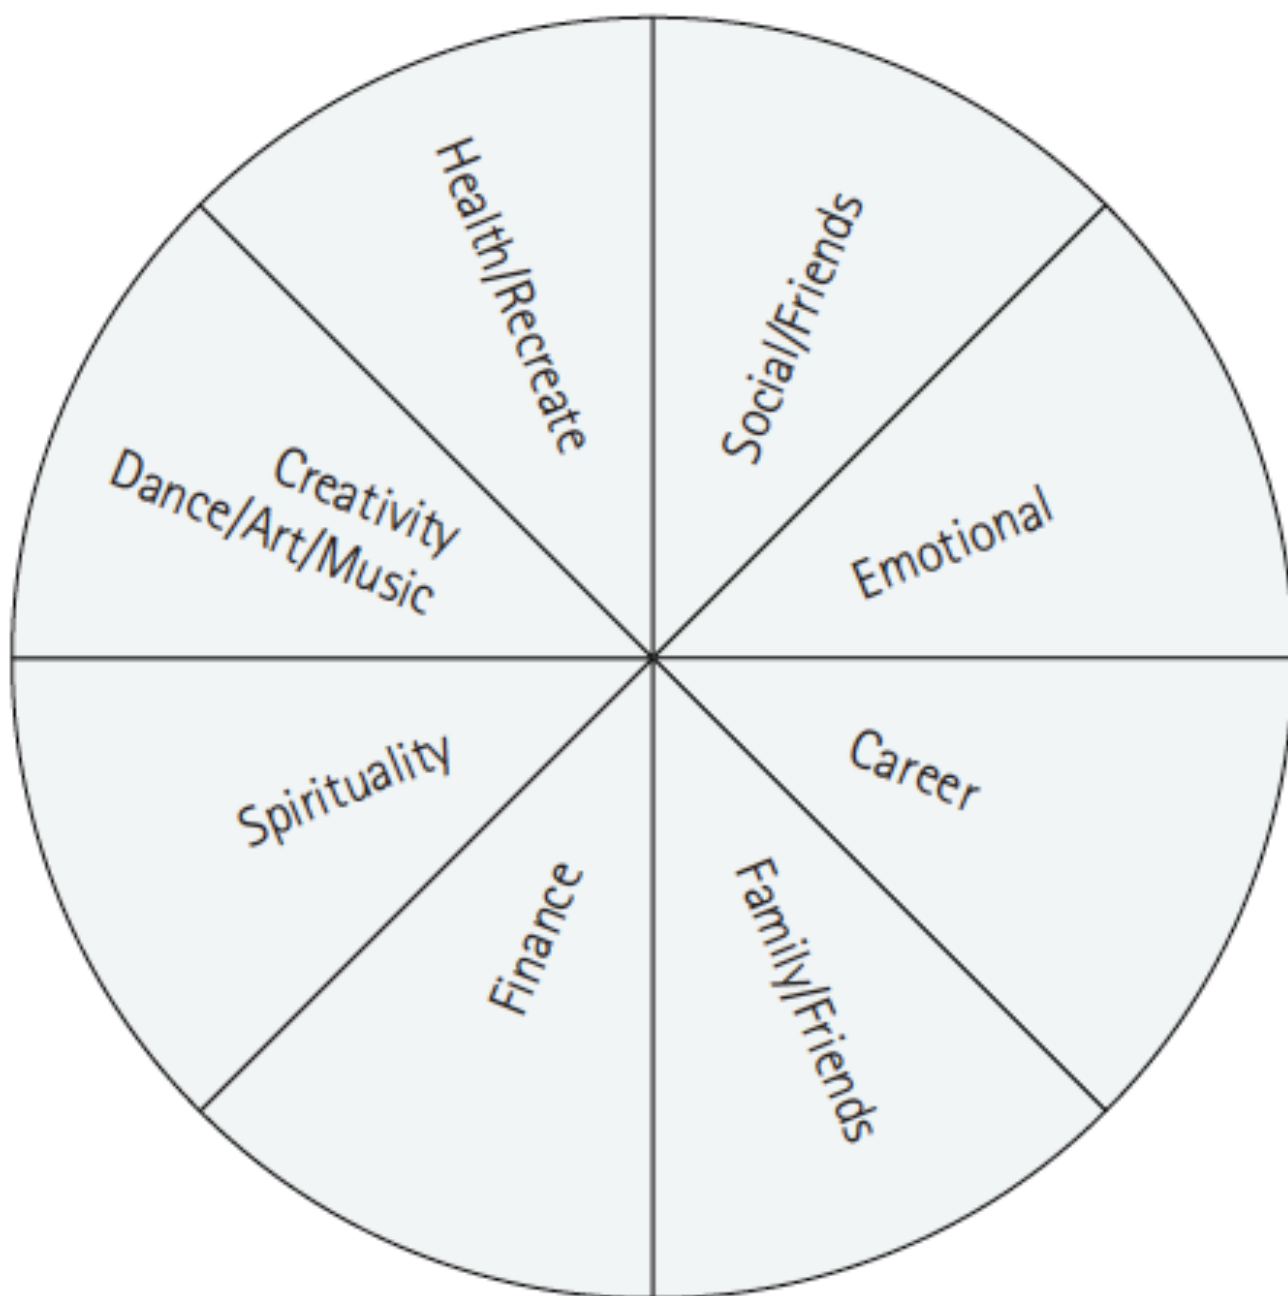 Health/Recreate
Social/Friends
Creativity
Dance/Art/Music
Emotional
Spirituality
Career
Finance
Family/Friends